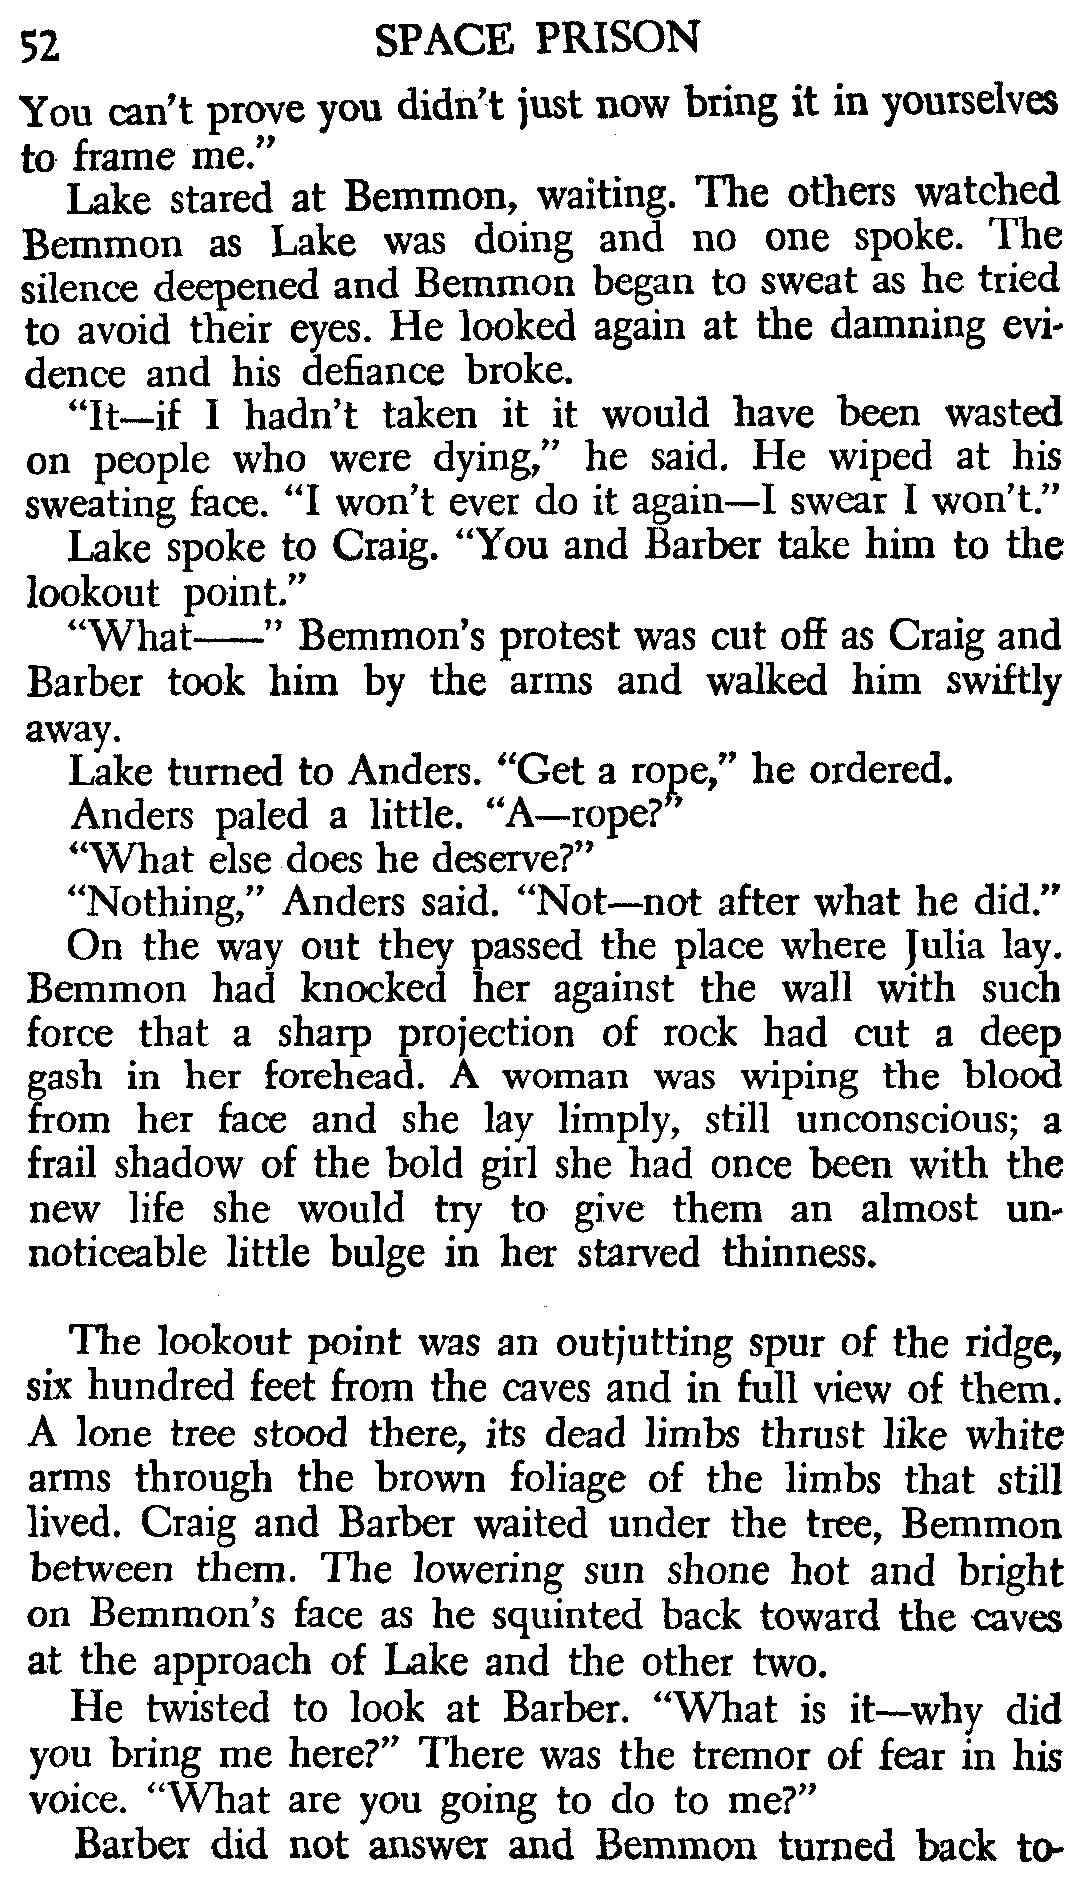 52 SPACE PRISON
You can't prove you didn't just now bring it in yourselves
to frame me."
Lake stared at Bemmon, waiting. The others watched
Bemmon as Lake was doing and no one spoke. The
silence deepened and Bemmon began to sweat as he tried
to avoid their eyes. He looked again at the damning evi-
dence and his defiance broke.
"It—if I hadn't taken it it would have been wasted
on people who were dying," he said. He wiped at his
sweating face. "I won't ever do it again—I swear I won't."
Lake spoke to Craig. "You and Barber take him to the
lookout point."
"What——" Bemmon's protest was cut off as Craig and
Barber took him by the arms and walked him swiftly
away.
Lake turned to Anders. "Get a rope," he ordered.
Anders paled a little. "A—rope?"
"What else does he deserve?"
"Nothing," Anders said. "Not—not after what he did."
On the way out they passed the place where Julia lay.
Bemmon had knocked her against the wall with such
force that a sharp projection of rock had cut a deep
gash in her forehead. A woman was wiping the blood
from her face and she lay limply, still unconscious; a
frail shadow of the bold girl she had once been with the
new life she would try to give them an almost un-
noticeable little bulge in her starved thinness.
The lookout point was an outjutting spur of the ridge,
six hundred feet from the caves and in full view of them.
A lone tree stood there, its dead limbs thrust like white
arms through the brown foliage of the limbs that still
lived. Craig and Barber waited under the tree, Bemmon
between them. The lowering sun shone hot and bright
on Bemmon's face as he squinted back toward the caves
at the approach of Lake and the other two.
He twisted to look at Barber. "What is it—why did
you bring me here?" There was the tremor of fear in his
voice. "What are you going to do to me?"
Barber did not answer and Bemmon turned back to-